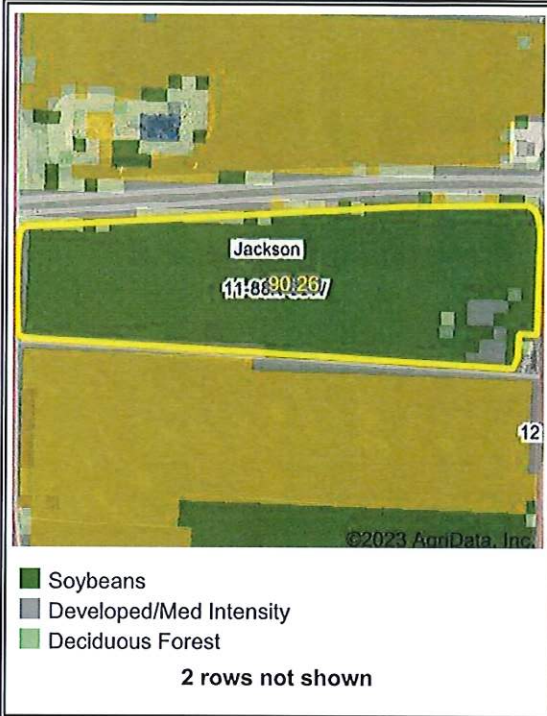 Jackson
90.26
12
©2023 AgriData, Inc.
Soybeans
Developed/Med Intensity
Deciduous Forest
2 rows not shown